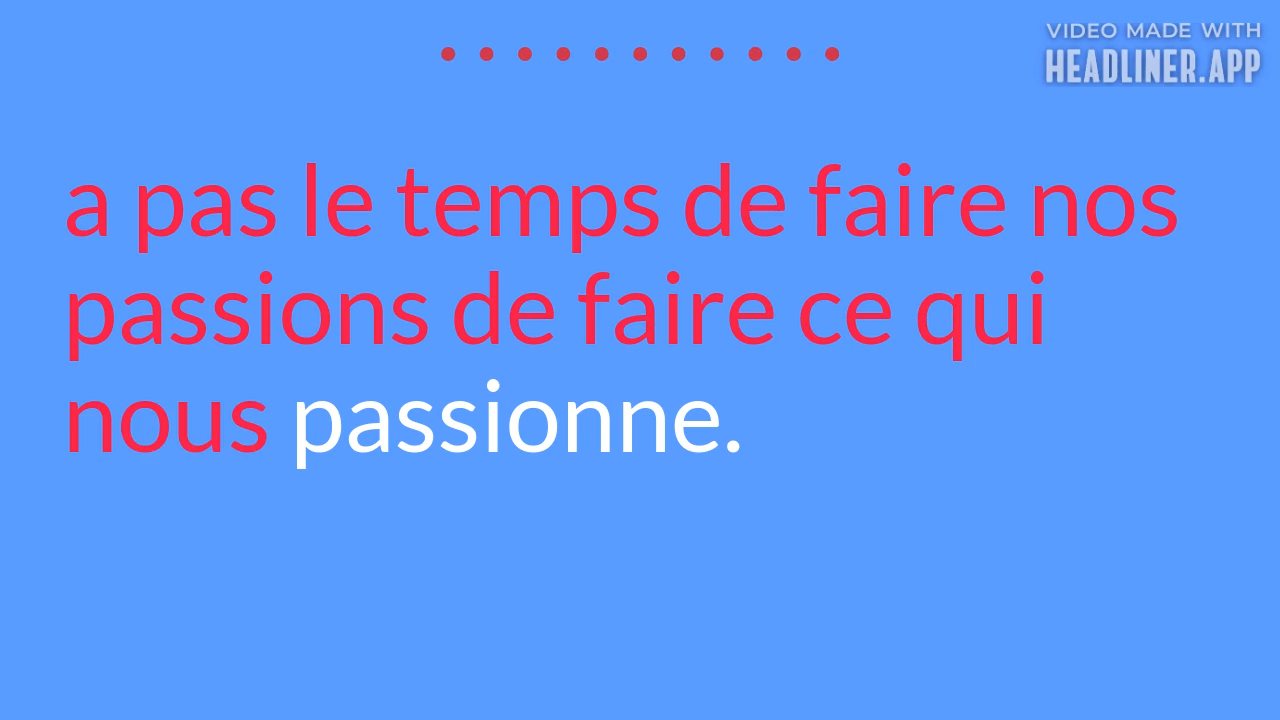 VIDEO MADE WITH
HEADLINER.APP
a pas le temps de faire nos
passions de faire ce qui
nous passionne.